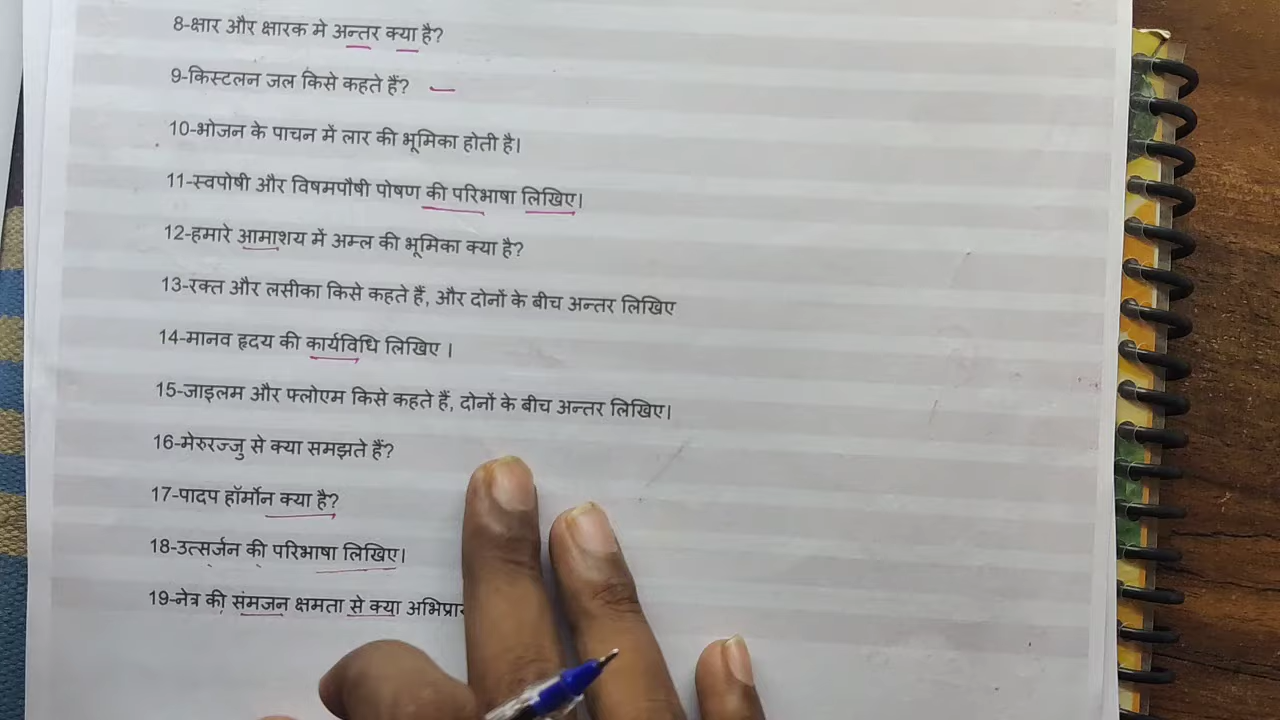 8-क्षार और क्षारक मे अन्तर क्या है?
9-किस्टलन जल किसे कहते हैं?
10-भोजन के पाचन में लार की भूमिका होती है।
11-स्वपोषी और विषमपौषी पोषण की परिभाषा लिखिए।
12-हमारे आमाशय में अम्ल की भूमिका क्या है?
13-रक्त और लसीका किसे कहते हैं, और दोनों के बीच अन्तर लिखिए
14-मानव हृदय की कार्यविधि लिखिए ।
15-जाइलम और फ्लोएम किसे कहते हैं, दोनों के बीच अन्तर लिखिए।
16-मेरुरज्जु से क्या समझते हैं?
17-पादप हॉर्मोन क्या है?
18-उत्सर्जन की परिभाषा लिखिए।
19-नेत्र की संमजन क्षमता से क्या